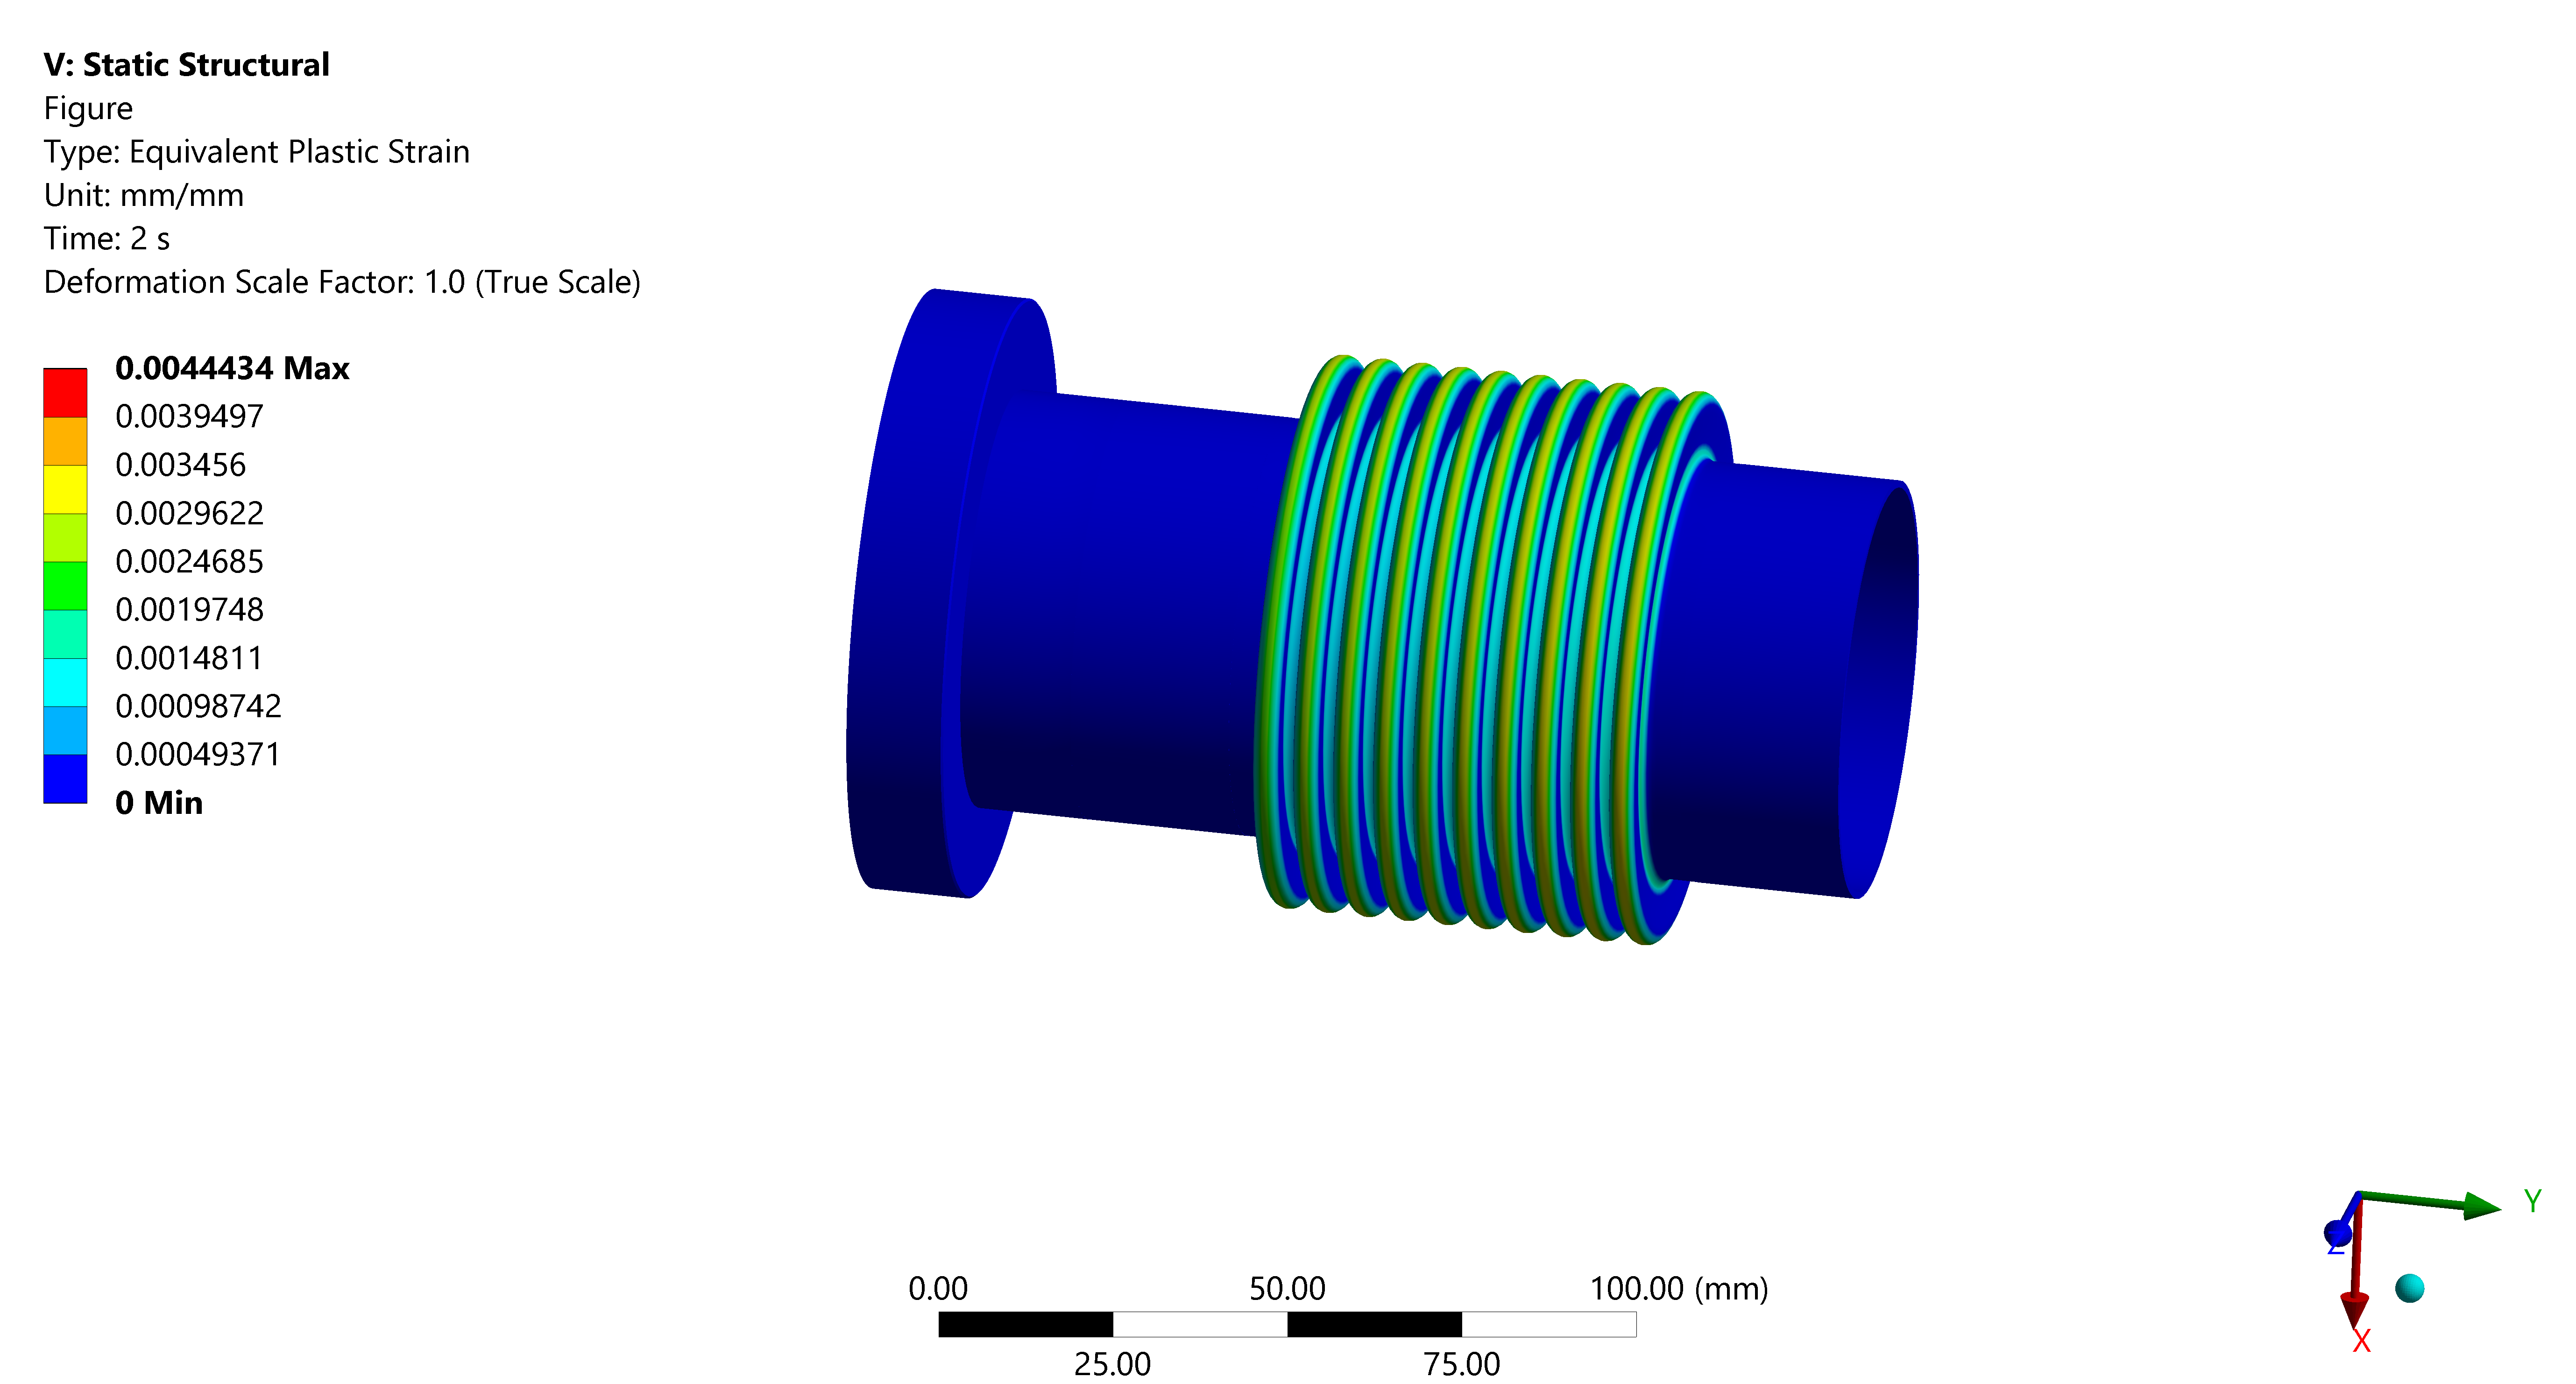 V: Static Structural
Figure
Type: Equivalent Plastic Strain
Unit: mm/mm
Time: 2 s
Deformation Scale Factor: 1.0 (True Scale)
0.0044434 Max
0.0039497
0.003456
0.0029622
0.0024685
0.0019748
0.0014811
0.00098742
0.00049371
0 Min
0.00 50.00 100.00 (mm)
25.00 75.00
Y
Z
X